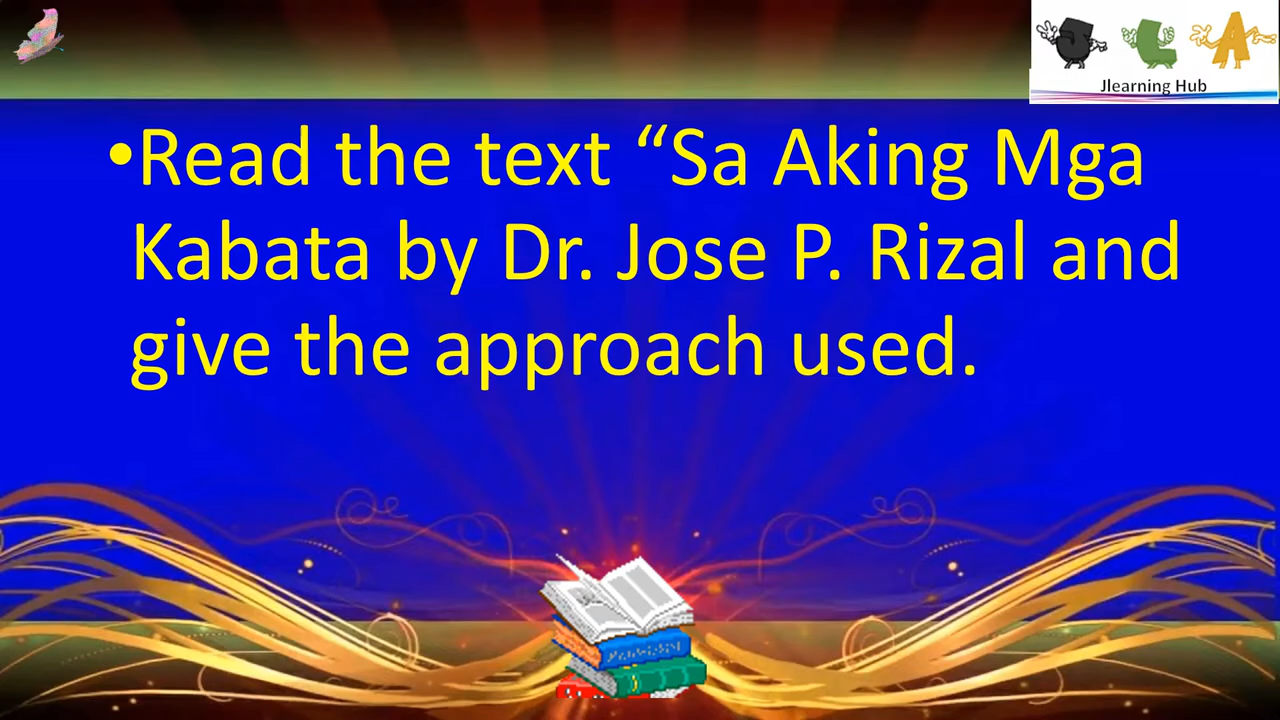 Jlearning Hub
•Read the text “Sa Aking Mga
Kabata by Dr. Jose P. Rizal and
give the approach used.